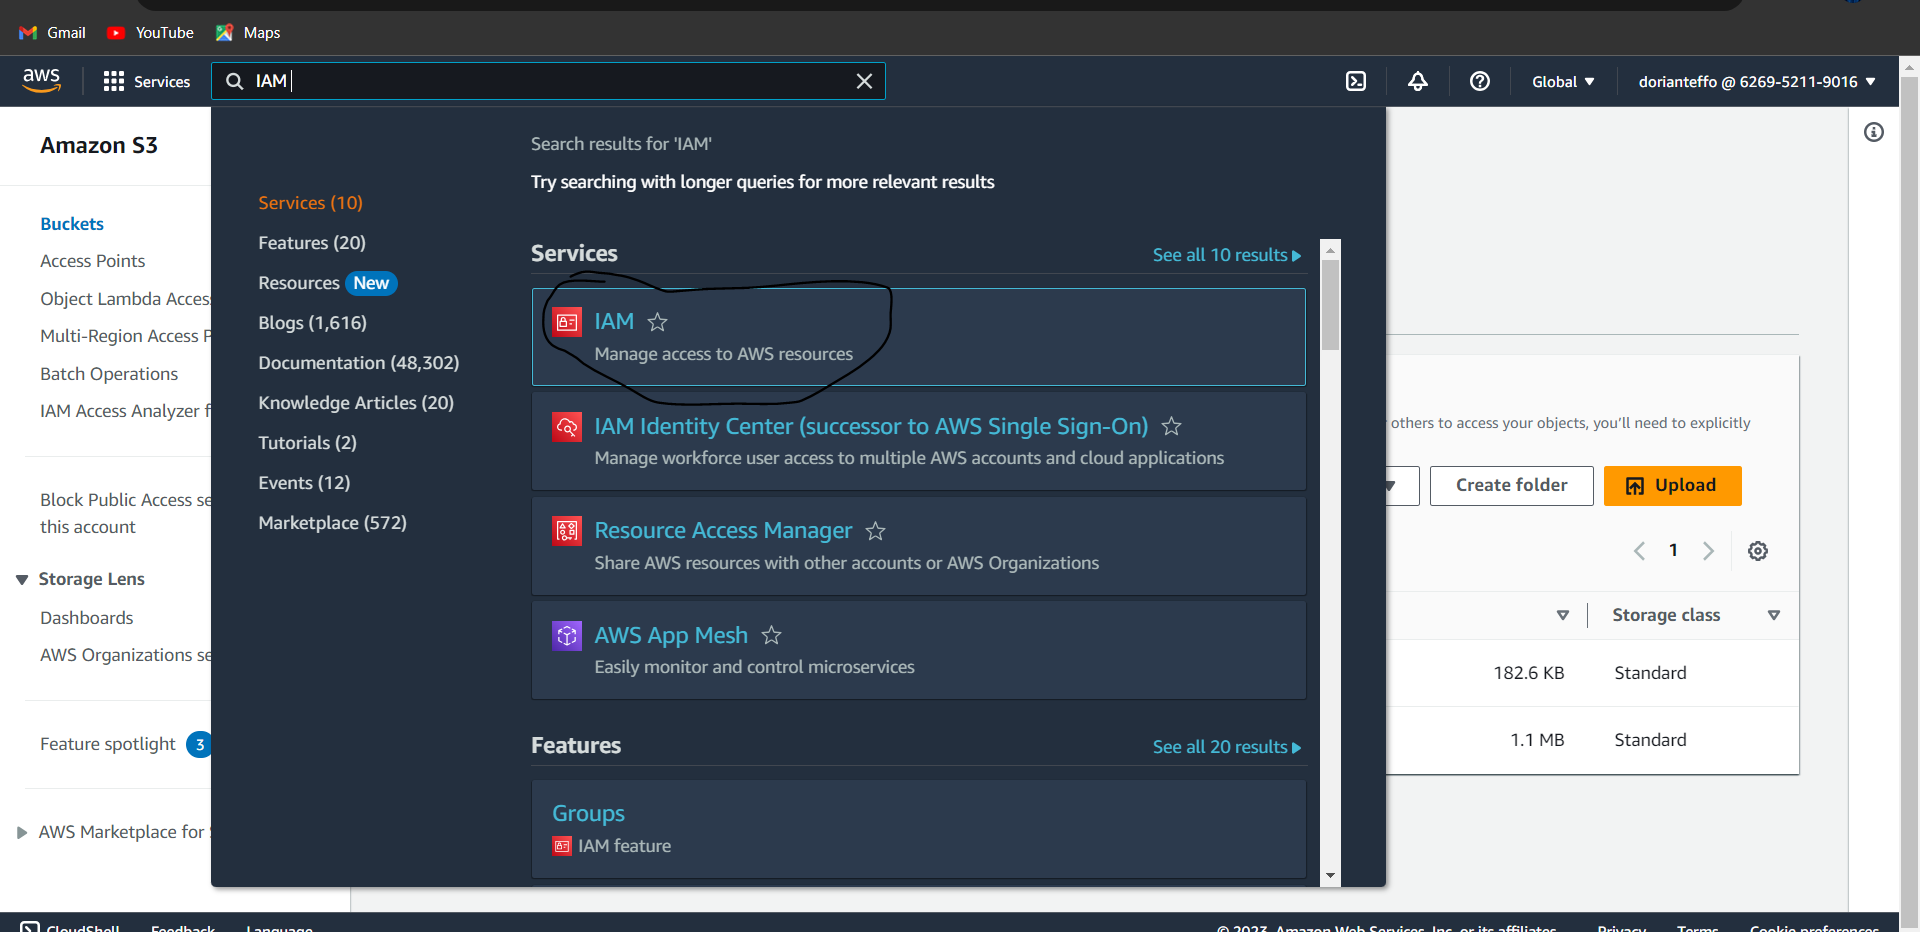 Gmail YouTube Maps
aws Services IAM Global dorianteffo @ 6269-5211-9016
Amazon S3
Buckets
Access Points
Object Lambda Acces
Multi-Region Access P
Batch Operations
IAM Access Analyzer f
Block Public Access se
this account
Storage Lens
Dashboards
AWS Organizations se
Feature spotlight 3
AWS Marketplace for
Services (10)
Features (20)
Resources New
Blogs (1,616)
Documentation (48,302)
Knowledge Articles (20)
Tutorials (2)
Events (12)
Marketplace (572)
Search results for 'IAM'
Try searching with longer queries for more relevant results
Services See all 10 results
IAM
Manage access to AWS resources
IAM Identity Center (successor to AWS Single Sign-On)
Manage workforce user access to multiple AWS accounts and cloud applications
Resource Access Manager
Share AWS resources with other accounts or AWS Organizations
AWS App Mesh
Easily monitor and control microservices
Features See all 20 results
Groups
IAM feature
others to access your objects, you'll need to explicitly
Create folder Upload
1
Storage class
182.6 KB Standard
1.1 MB Standard
CloudShell Feedback Language © 2023, Amazon Web Services, Inc. or its affiliates. Privacy Terms Cookie preferences